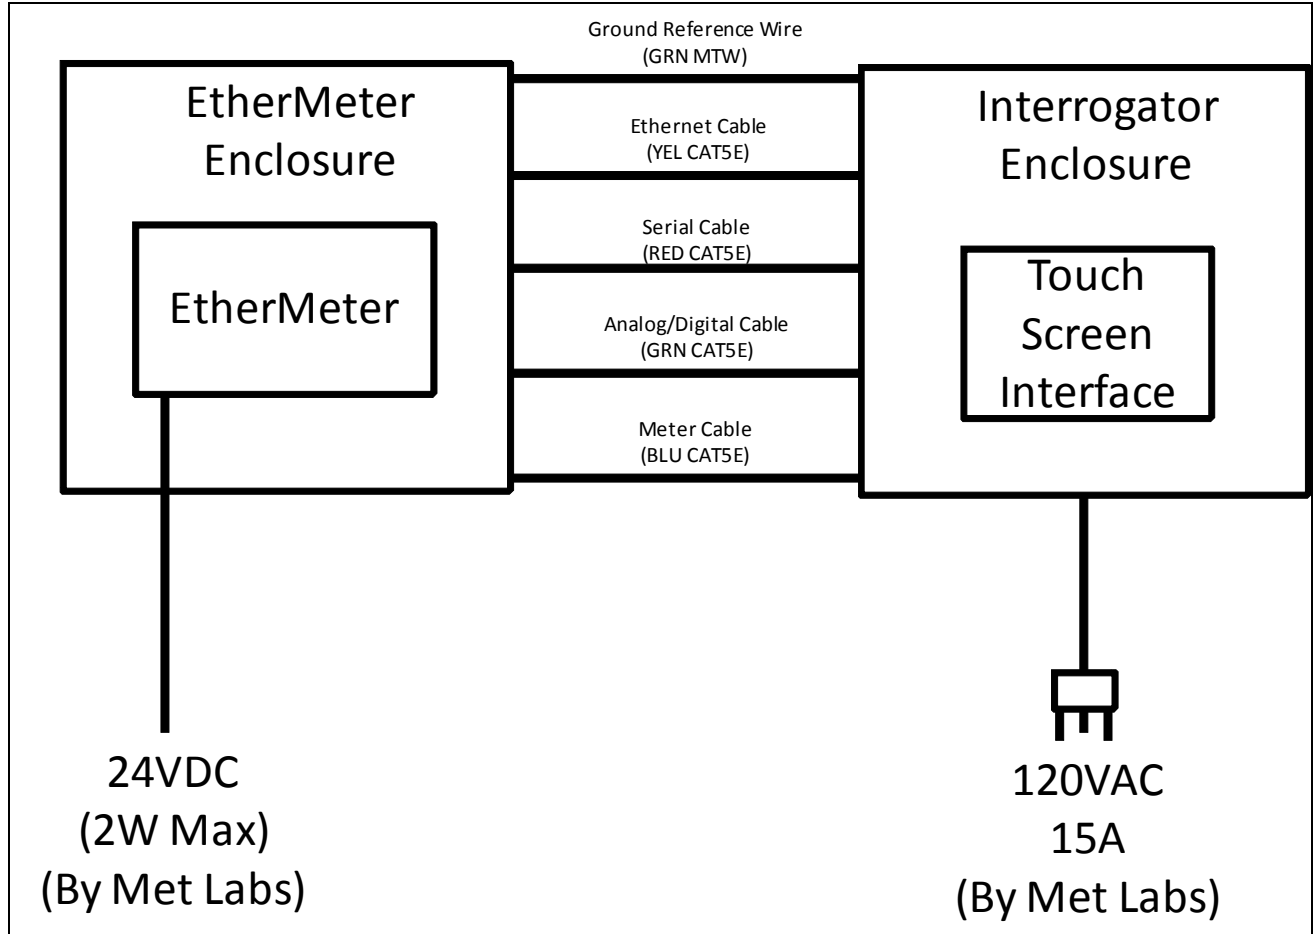 Ground Reference Wire
(GRN MTW)
EtherMeter
Enclosure
EtherMeter
Ethernet Cable
(YEL CAT5E)
Serial Cable
(RED CAT5E)
Analog/Digital Cable
(GRN CAT5E)
Meter Cable
(BLU CAT5E)
Interrogator
Enclosure
Touch
Screen
Interface
24VDC
(2W Max)
(By Met Labs)
120VAC
15A
(By Met Labs)